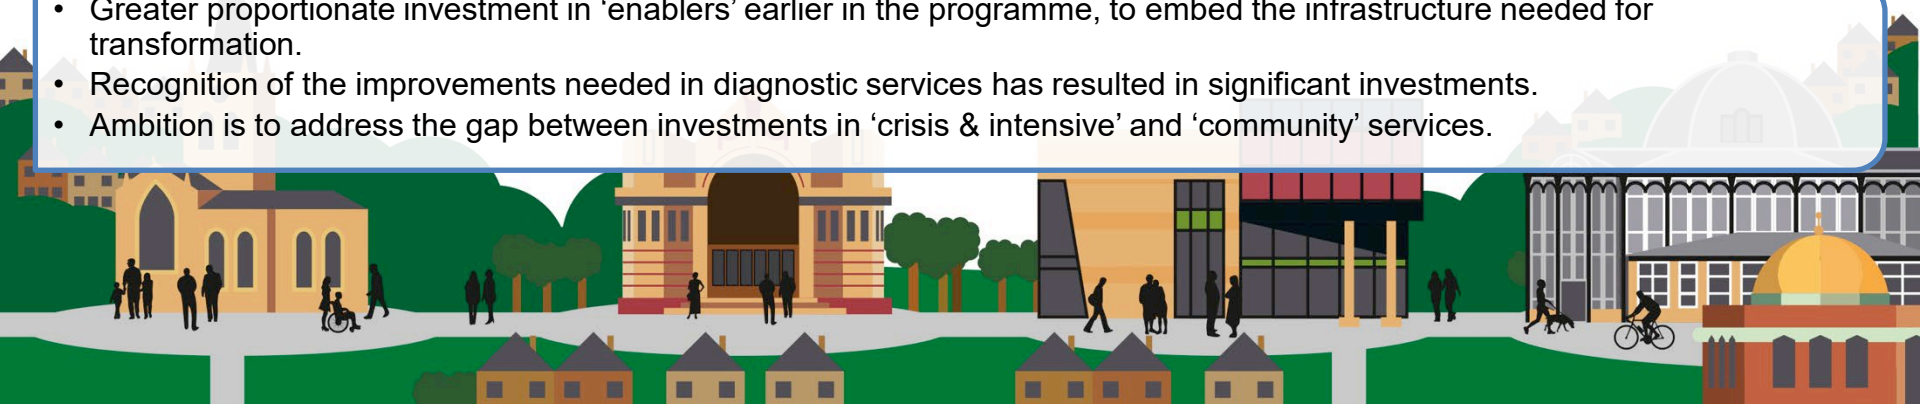 • Greater proportionate investment in ‘enablers’ earlier in the programme, to embed the infrastructure needed for
transformation.
• Recognition of the improvements needed in diagnostic services has resulted in significant investments.
• Ambition is to address the gap between investments in ‘crisis & intensive’ and ‘community’ services.